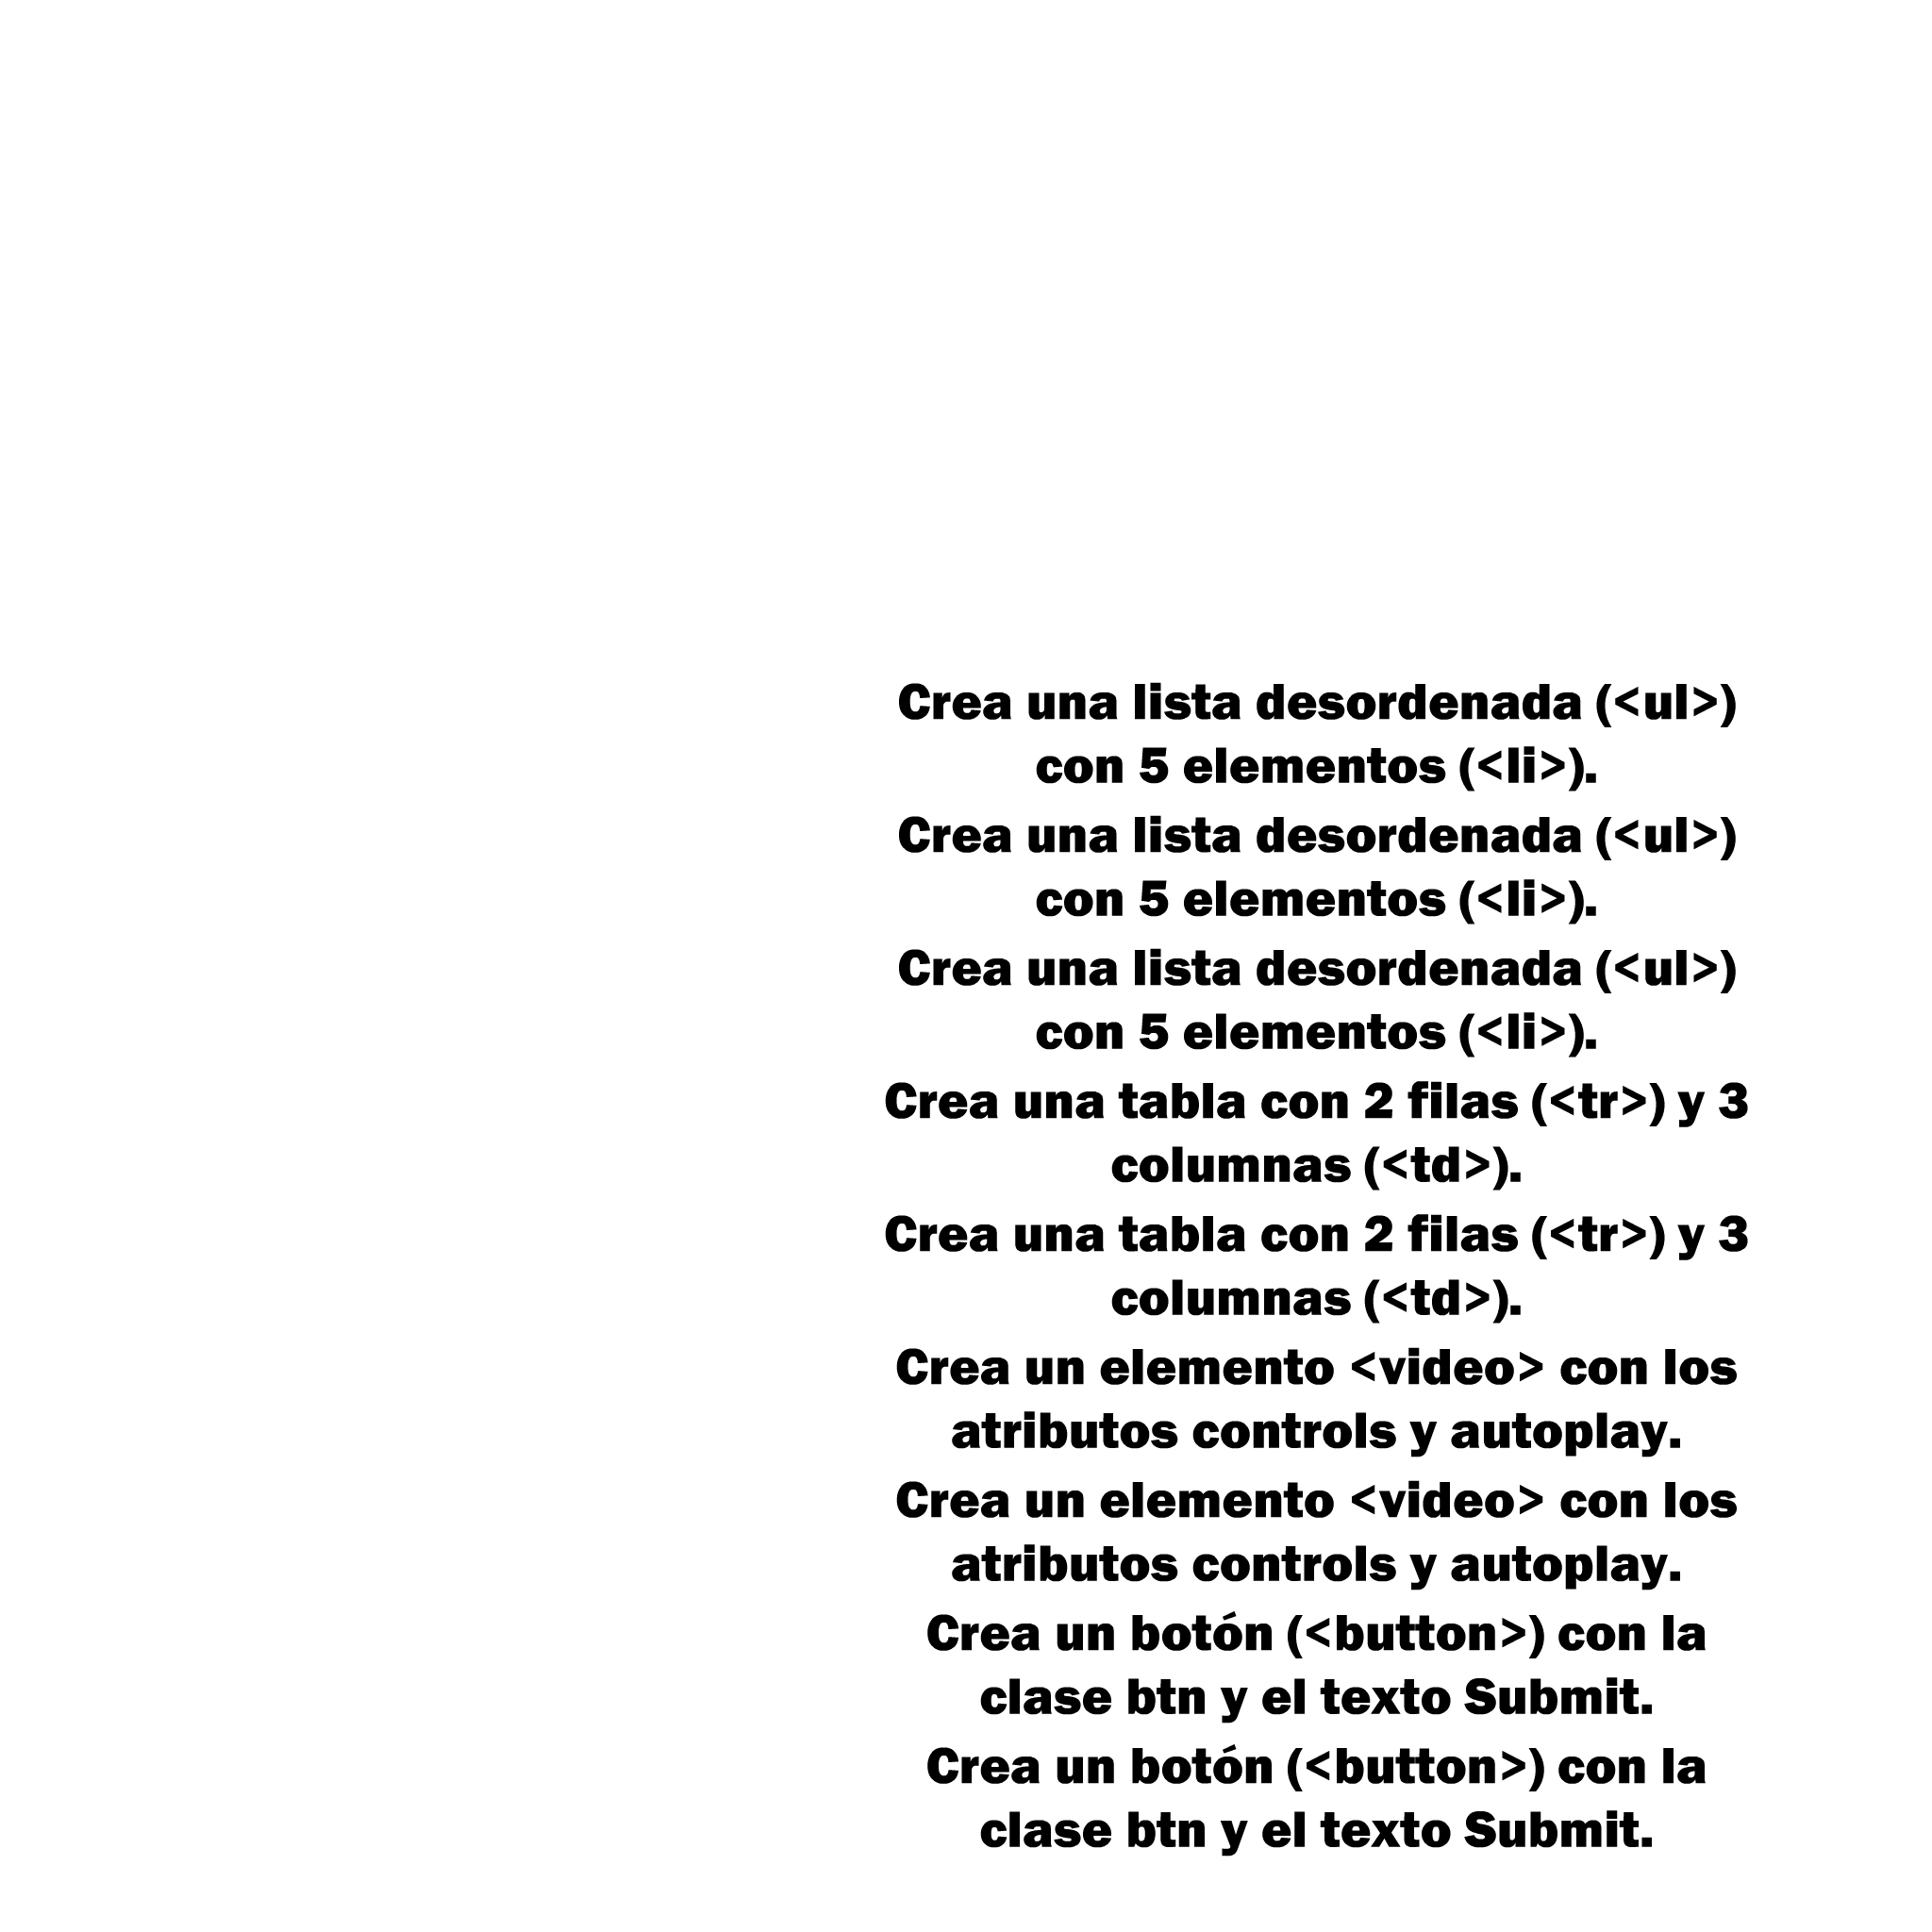 Crea una lista desordenada (<ul>)
con 5 elementos (<li>).
Crea una lista desordenada (<ul>)
con 5 elementos (<li>).
Crea una lista desordenada (<ul>)
con 5 elementos (<li>).
Crea una tabla con 2 filas (<tr>) y 3
columnas (<td>).
Crea una tabla con 2 filas (<tr>) y 3
columnas (<td>).
Crea un elemento <video> con los
atributos controls y autoplay.
Crea un elemento <video> con los
atributos controls y autoplay.
Crea un botón (<button>) con la
clase btn y el texto Submit.
Crea un botón (<button>) con la
clase btn y el texto Submit.